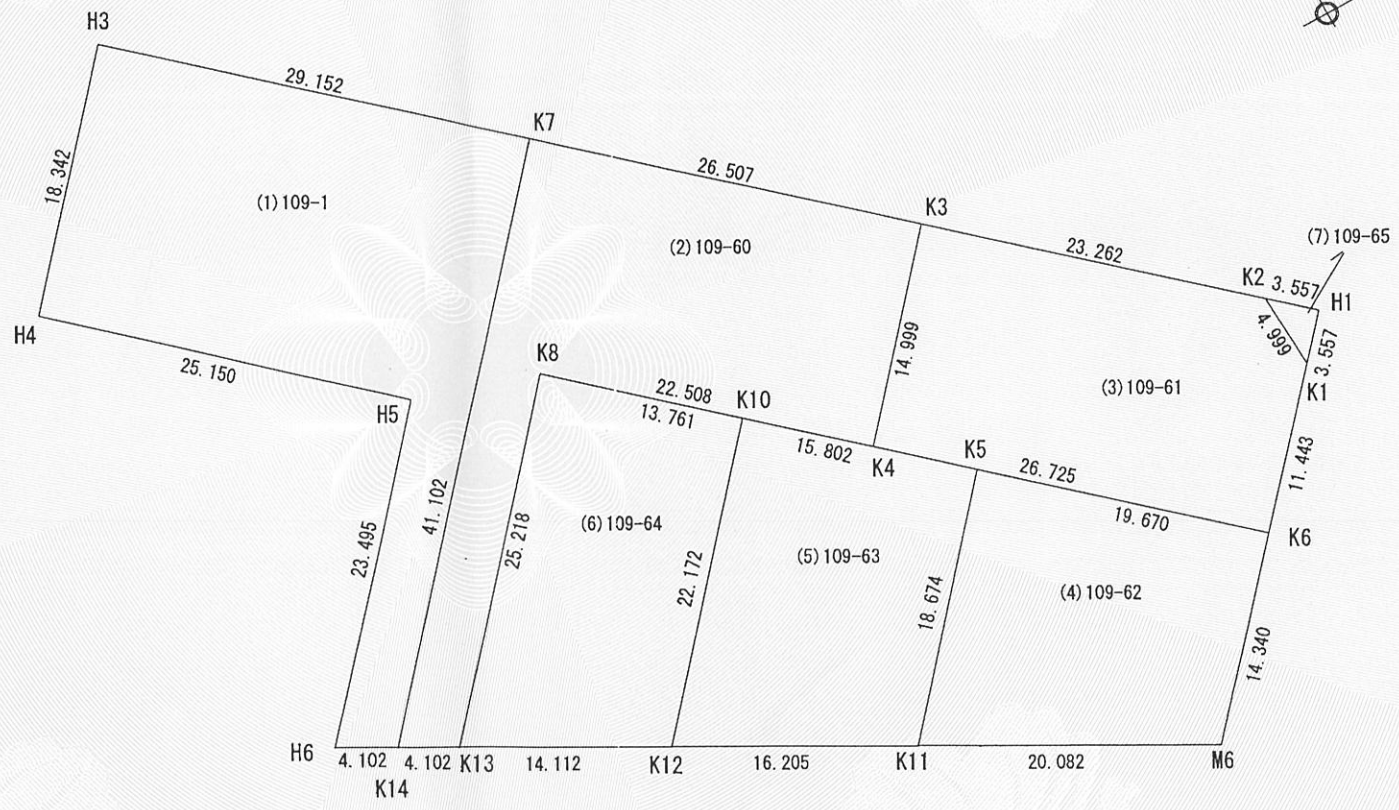 H3
29.152
K7
18.342
(1)109-1
26.507
K3
(2)109-60
23.262
(7)109-65
K2
3.557
H1
4.999
3.557
K1
H4
25.150
H5
K8
22.508
13.761
K10
14.999
(3)109-61
15.802
K4
K5
26.725
19.670
11.443
K6
23.495
41.102
25.218
(6)109-64
22.172
(5)109-63
18.674
(4)109-62
14.340
H6
4.102
K14
4.102
K13
14.112
K12
16.205
K11
20.082
M6